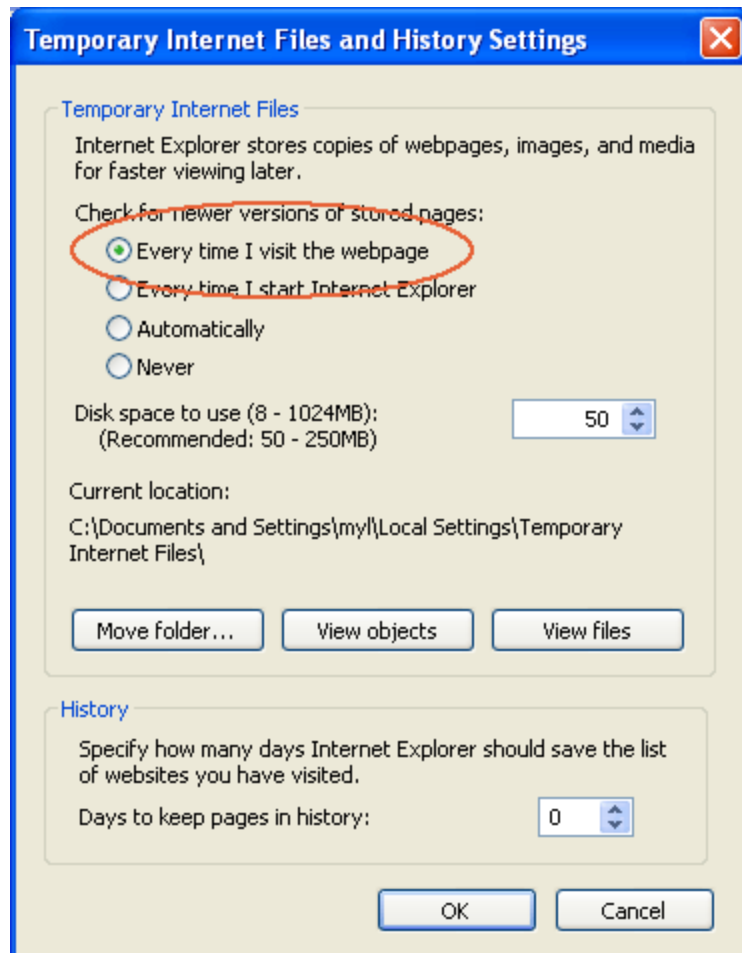 Temporary Internet Files and History Settings
Temporary Internet Files
Internet Explorer stores copies of webpages, images, and media
for faster viewing later.
Check for newer versions of stored pages:
Every time I visit the webpage
Every time I start Internet Explorer
Automatically
Never
Disk space to use (8 - 1024MB):
(Recommended: 50 - 250MB)
50
Current location:
C:\Documents and Settings\myl\Local Settings\Temporary
Internet Files\
Move folder... View objects View files
History
Specify how many days Internet Explorer should save the list
of websites you have visited.
Days to keep pages in history: 0
OK Cancel